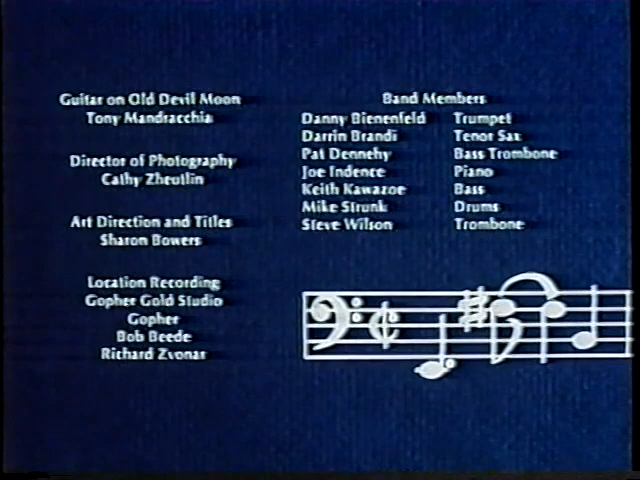 Guitar on Old Devil Moon
Tony Mandracchia
Director of Photography
Cathy Zheutlin
Art Direction and Titles
Sharon Bowers
Location Recording
Gopher Gold Studio
Gopher
Bob Beede
Richard Zvonar
Band Members
Danny Bienenfeld Trumpet
Darrin Brandi Tenor Sax
Pat Dennehy Bass Trombone
Joe Indence Piano
Keith Kawazoe Bass
Mike Strunk Drums
Steve Wilson Trombone